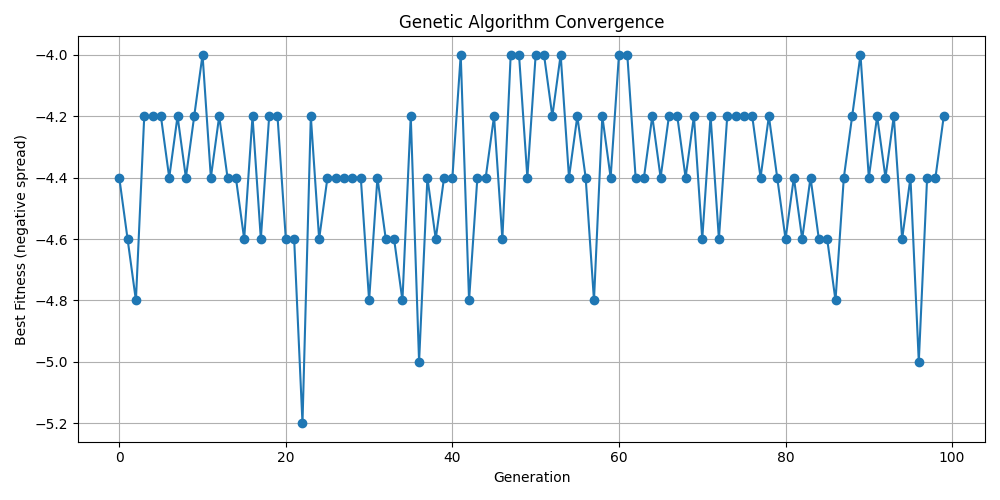 Genetic Algorithm Convergence
Best Fitness (negative spread)
−4.0
−4.2
−4.4
−4.6
−4.8
−5.0
−5.2
0 20 40 60 80 100
Generation